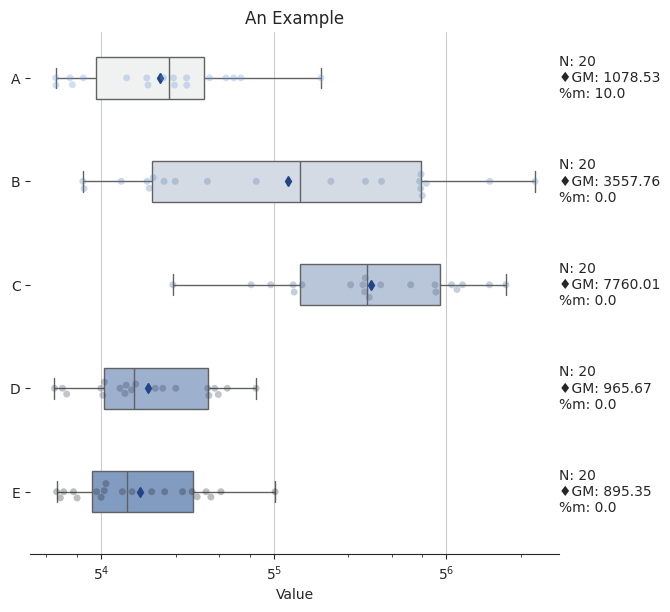 An Example
A
N: 20
♦GM: 1078.53
%m: 10.0
B
N: 20
♦GM: 3557.76
%m: 0.0
C
N: 20
♦GM: 7760.01
%m: 0.0
D
N: 20
♦GM: 965.67
%m: 0.0
E
N: 20
♦GM: 895.35
%m: 0.0
5⁴ 5⁵ 5⁶
Value